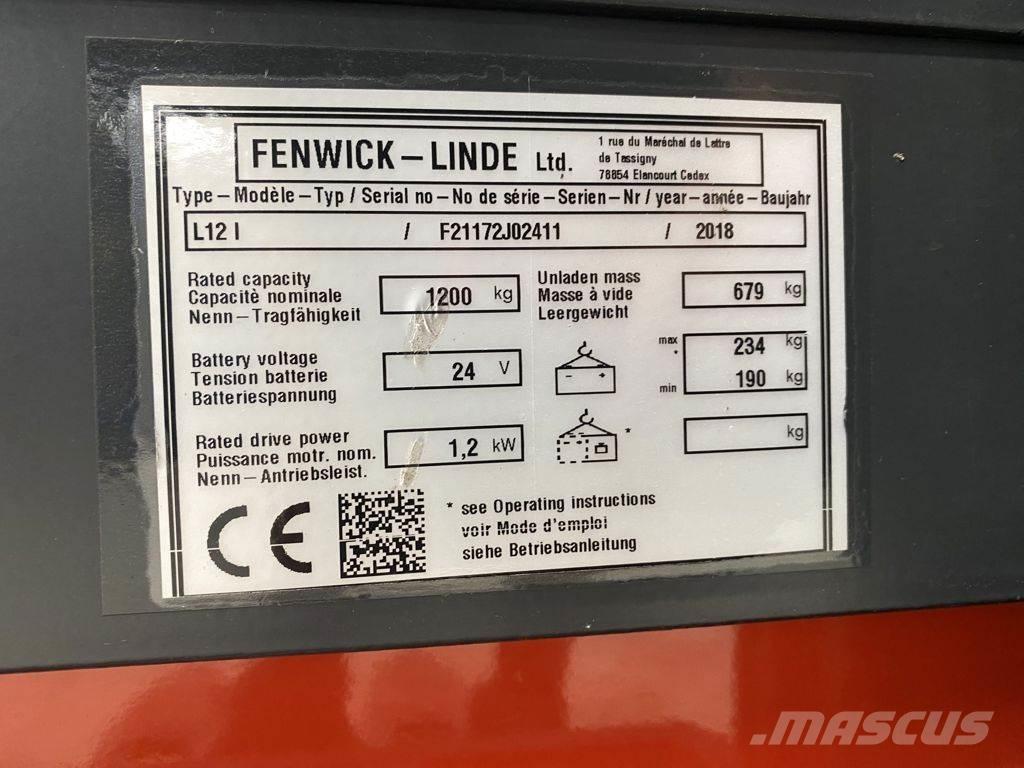 FENWICK – LINDE Ltd.
1 rue du Maréchal de Lattre
de Tassigny
78854 Elancourt Cedex
Type – Modèle – Typ / Serial no – No de série – Serien – Nr / year – année – Baujahr
L12 I / F21172J02411 / 2018
Rated capacity
Capacitè nominale
Nenn – Tragfähigkeit
1200 kg
Unladen mass
Masse à vide
Leergewicht
679 kg
Battery voltage
Tension batterie
Batteriespannung
24 V
max
*
234 kg
min
190 kg
– +
Rated drive power
Puissance motr. nom.
Nenn – Antriebsleist.
1,2 kW
*
kg
CE
* see Operating instructions
voir Mode d'emploi
siehe Betriebsanleitung
.MASCUS